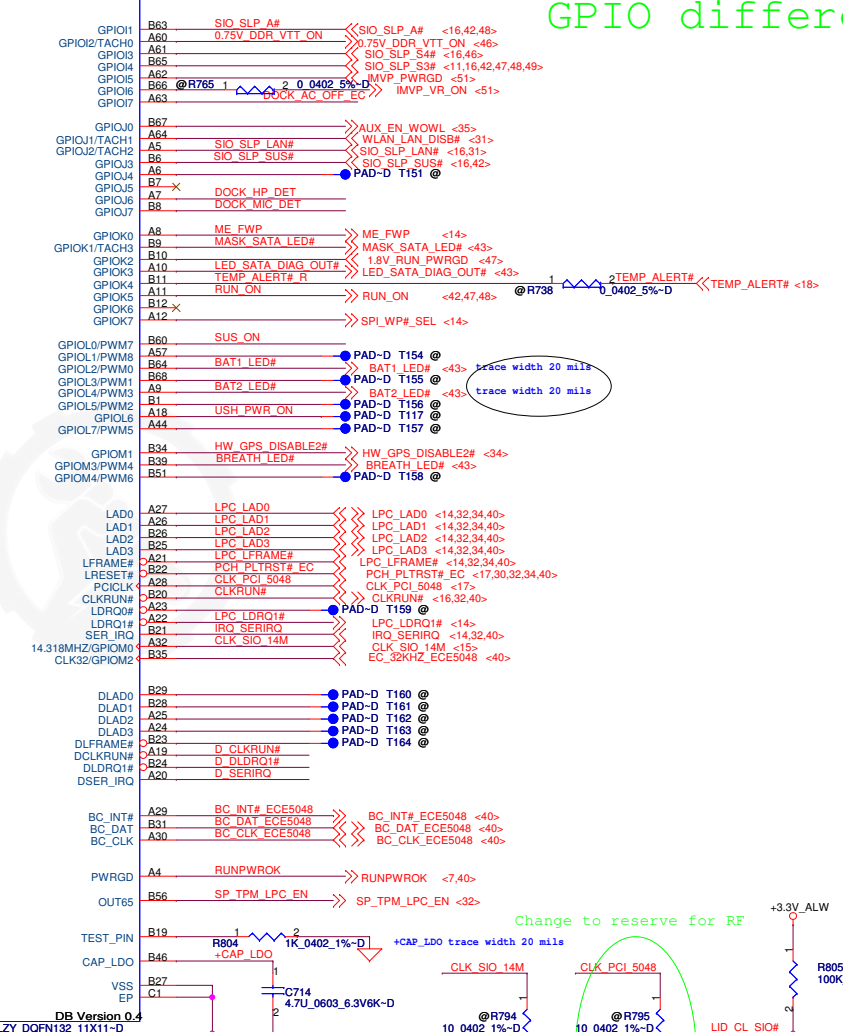 GPIO differe
GPIOI1 B63 SIO_SLP_A# SIO_SLP_A# <16,42,48>
GPIOI2/TACH0 A60 0.75V_DDR_VTT_ON 0.75V_DDR_VTT_ON <46>
GPIOI3 A61 SIO_SLP_S4# <16,46>
GPIOI4 B65 SIO_SLP_S3# <11,16,42,47,48,49>
GPIOI5 A62 IMVP_PWRGD <51>
GPIOI6 B66 @R765 1 2 0_0402_5%~D IMVP_VR_ON <51>
GPIOI7 A63 DOCK_AC_OFF_EC
GPIOJ0 B67 AUX_EN_WOWL <35>
GPIOJ1/TACH1 A64 WLAN_LAN_DISB# <31>
GPIOJ2/TACH2 A5 SIO_SLP_LAN# SIO_SLP_LAN# <16,31>
GPIOJ3 B6 SIO_SLP_SUS# SIO_SLP_SUS# <16,42>
GPIOJ4 A6 PAD~D T151 @
GPIOJ5 B7
GPIOJ6 A7 DOCK_HP_DET
GPIOJ7 B8 DOCK_MIC_DET
GPIOK0 A8 ME_FWP ME_FWP <14>
GPIOK1/TACH3 B9 MASK_SATA_LED# MASK_SATA_LED# <43>
GPIOK2 B10 1.8V_RUN_PWRGD <47>
GPIOK3 A10 LED_SATA_DIAG_OUT# LED_SATA_DIAG_OUT# <43>
GPIOK4 B11 TEMP_ALERT#_R @R738 1 2 0_0402_5%~D TEMP_ALERT# TEMP_ALERT# <18>
GPIOK5 A11 RUN_ON RUN_ON <42,47,48>
GPIOK6 B12
GPIOK7 A12 SPI_WP#_SEL <14>
GPIOL0/PWM7 B60 SUS_ON
GPIOL1/PWM8 A57 PAD~D T154 @
GPIOL2/PWM0 B64 BAT1_LED# BAT1_LED# <43> trace width 20 mils
GPIOL3/PWM1 B68 PAD~D T155 @
GPIOL4/PWM3 A9 BAT2_LED# BAT2_LED# <43> trace width 20 mils
GPIOL5/PWM2 B1 PAD~D T156 @
GPIOL6 A18 USH_PWR_ON PAD~D T117 @
GPIOL7/PWM5 A44 PAD~D T157 @
GPIOM1 B34 HW_GPS_DISABLE2# HW_GPS_DISABLE2# <34>
GPIOM3/PWM4 B39 BREATH_LED# BREATH_LED# <43>
GPIOM4/PWM6 B51 PAD~D T158 @
LAD0 A27 LPC_LAD0 LPC_LAD0 <14,32,34,40>
LAD1 A26 LPC_LAD1 LPC_LAD1 <14,32,34,40>
LAD2 B26 LPC_LAD2 LPC_LAD2 <14,32,34,40>
LAD3 B25 LPC_LAD3 LPC_LAD3 <14,32,34,40>
LFRAME# A21 LPC_LFRAME# LPC_LFRAME# <14,32,34,40>
LRESET# B22 PCH_PLTRST#_EC PCH_PLTRST#_EC <17,30,32,34,40>
PCICLK A28 CLK_PCI_5048 CLK_PCI_5048 <17>
CLKRUN# B20 CLKRUN# CLKRUN# <16,32,40>
LDRQ0# A23 PAD~D T159 @
LDRQ1# A22 LPC_LDRQ1# LPC_LDRQ1# <14>
SER_IRQ B21 IRQ_SERIRQ IRQ_SERIRQ <14,32,40>
14.318MHZ/GPIOM0 A32 CLK_SIO_14M CLK_SIO_14M <15>
CLK32/GPIOM2 B35 EC_32KHZ_ECE5048 <40>
DLAD0 B29 PAD~D T160 @
DLAD1 B28 PAD~D T161 @
DLAD2 A25 PAD~D T162 @
DLAD3 A24 PAD~D T163 @
DLFRAME# B23 PAD~D T164 @
DCLKRUN# A19 D_CLKRUN#
DLDRQ1# B24 D_DLDRQ1#
DSER_IRQ A20 D_SERIRQ
BC_INT# A29 BC_INT#_ECE5048 BC_INT#_ECE5048 <40>
BC_DAT B31 BC_DAT_ECE5048 BC_DAT_ECE5048 <40>
BC_CLK A30 BC_CLK_ECE5048 BC_CLK_ECE5048 <40>
PWRGD A4 RUNPWROK RUNPWROK <7,40>
OUT65 B56 SP_TPM_LPC_EN SP_TPM_LPC_EN <32>
Change to reserve for RF
+3.3V_ALW
TEST_PIN B19 R804 1 2 1K_0402_1%~D +CAP_LDO trace width 20 mils
CAP_LDO B46 +CAP_LDO
CLK_SIO_14M CLK_PCI_5048
1 R805
100K
VSS B27 1 C714
EP C1 4.7U_0603_6.3V6K~D
2 1 1 2
DB Version 0.4 @R794 @R795
LZY_DQFN132_11X11~D 10_0402_1%~D 10_0402_1%~D LID_CL_SIO#